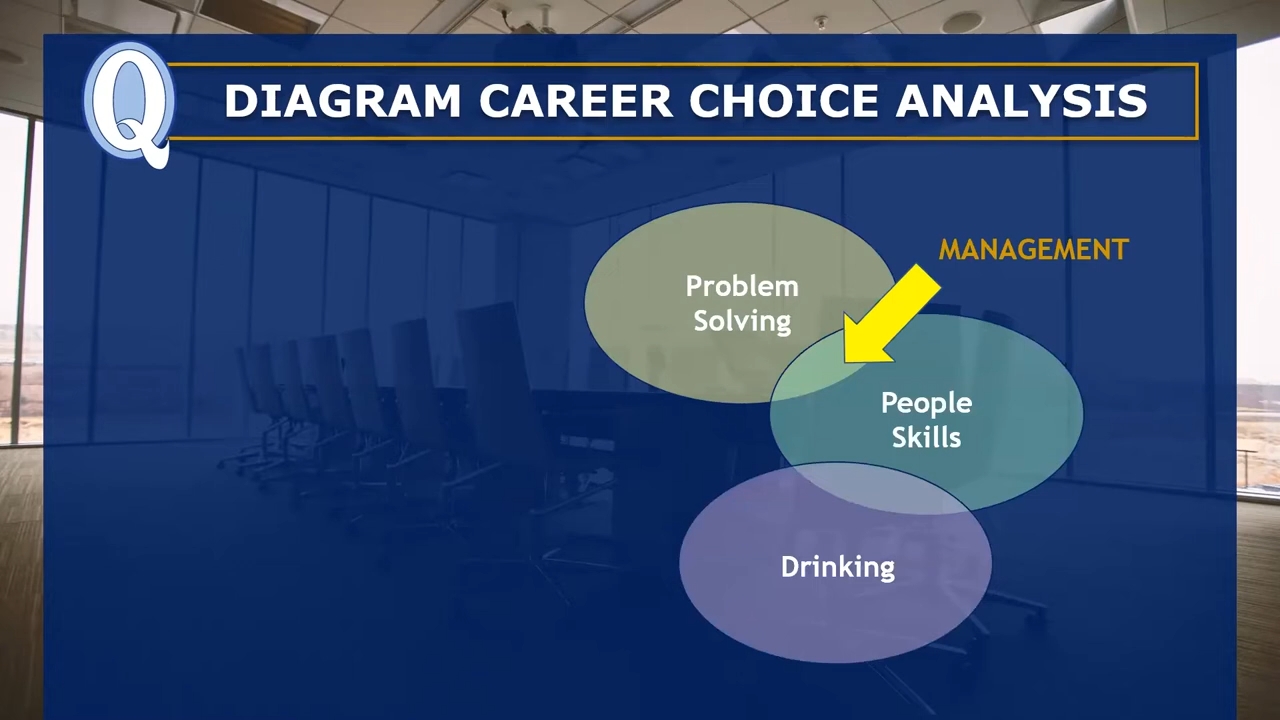 Q
DIAGRAM CAREER CHOICE ANALYSIS
MANAGEMENT
Problem
Solving
People
Skills
Drinking